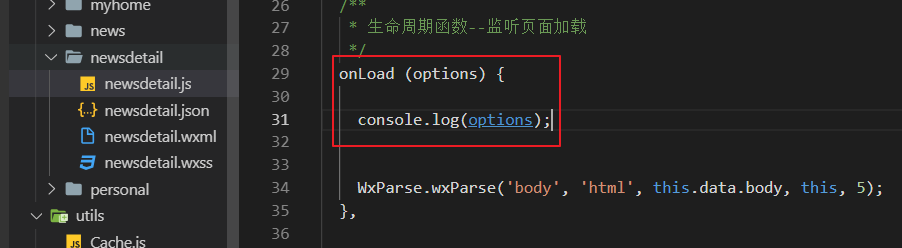 myhome
news
newsdetail
newsdetail.js
newsdetail.json
newsdetail.wxml
newsdetail.wxss
personal
utils
Cache.js
26 /**
27 * 生命周期函数--监听页面加载
28 */
29 onLoad (options) {
30
31 console.log(options);
32
33
34 WxParse.wxParse('body', 'html', this.data.body, this, 5);
35 },
36